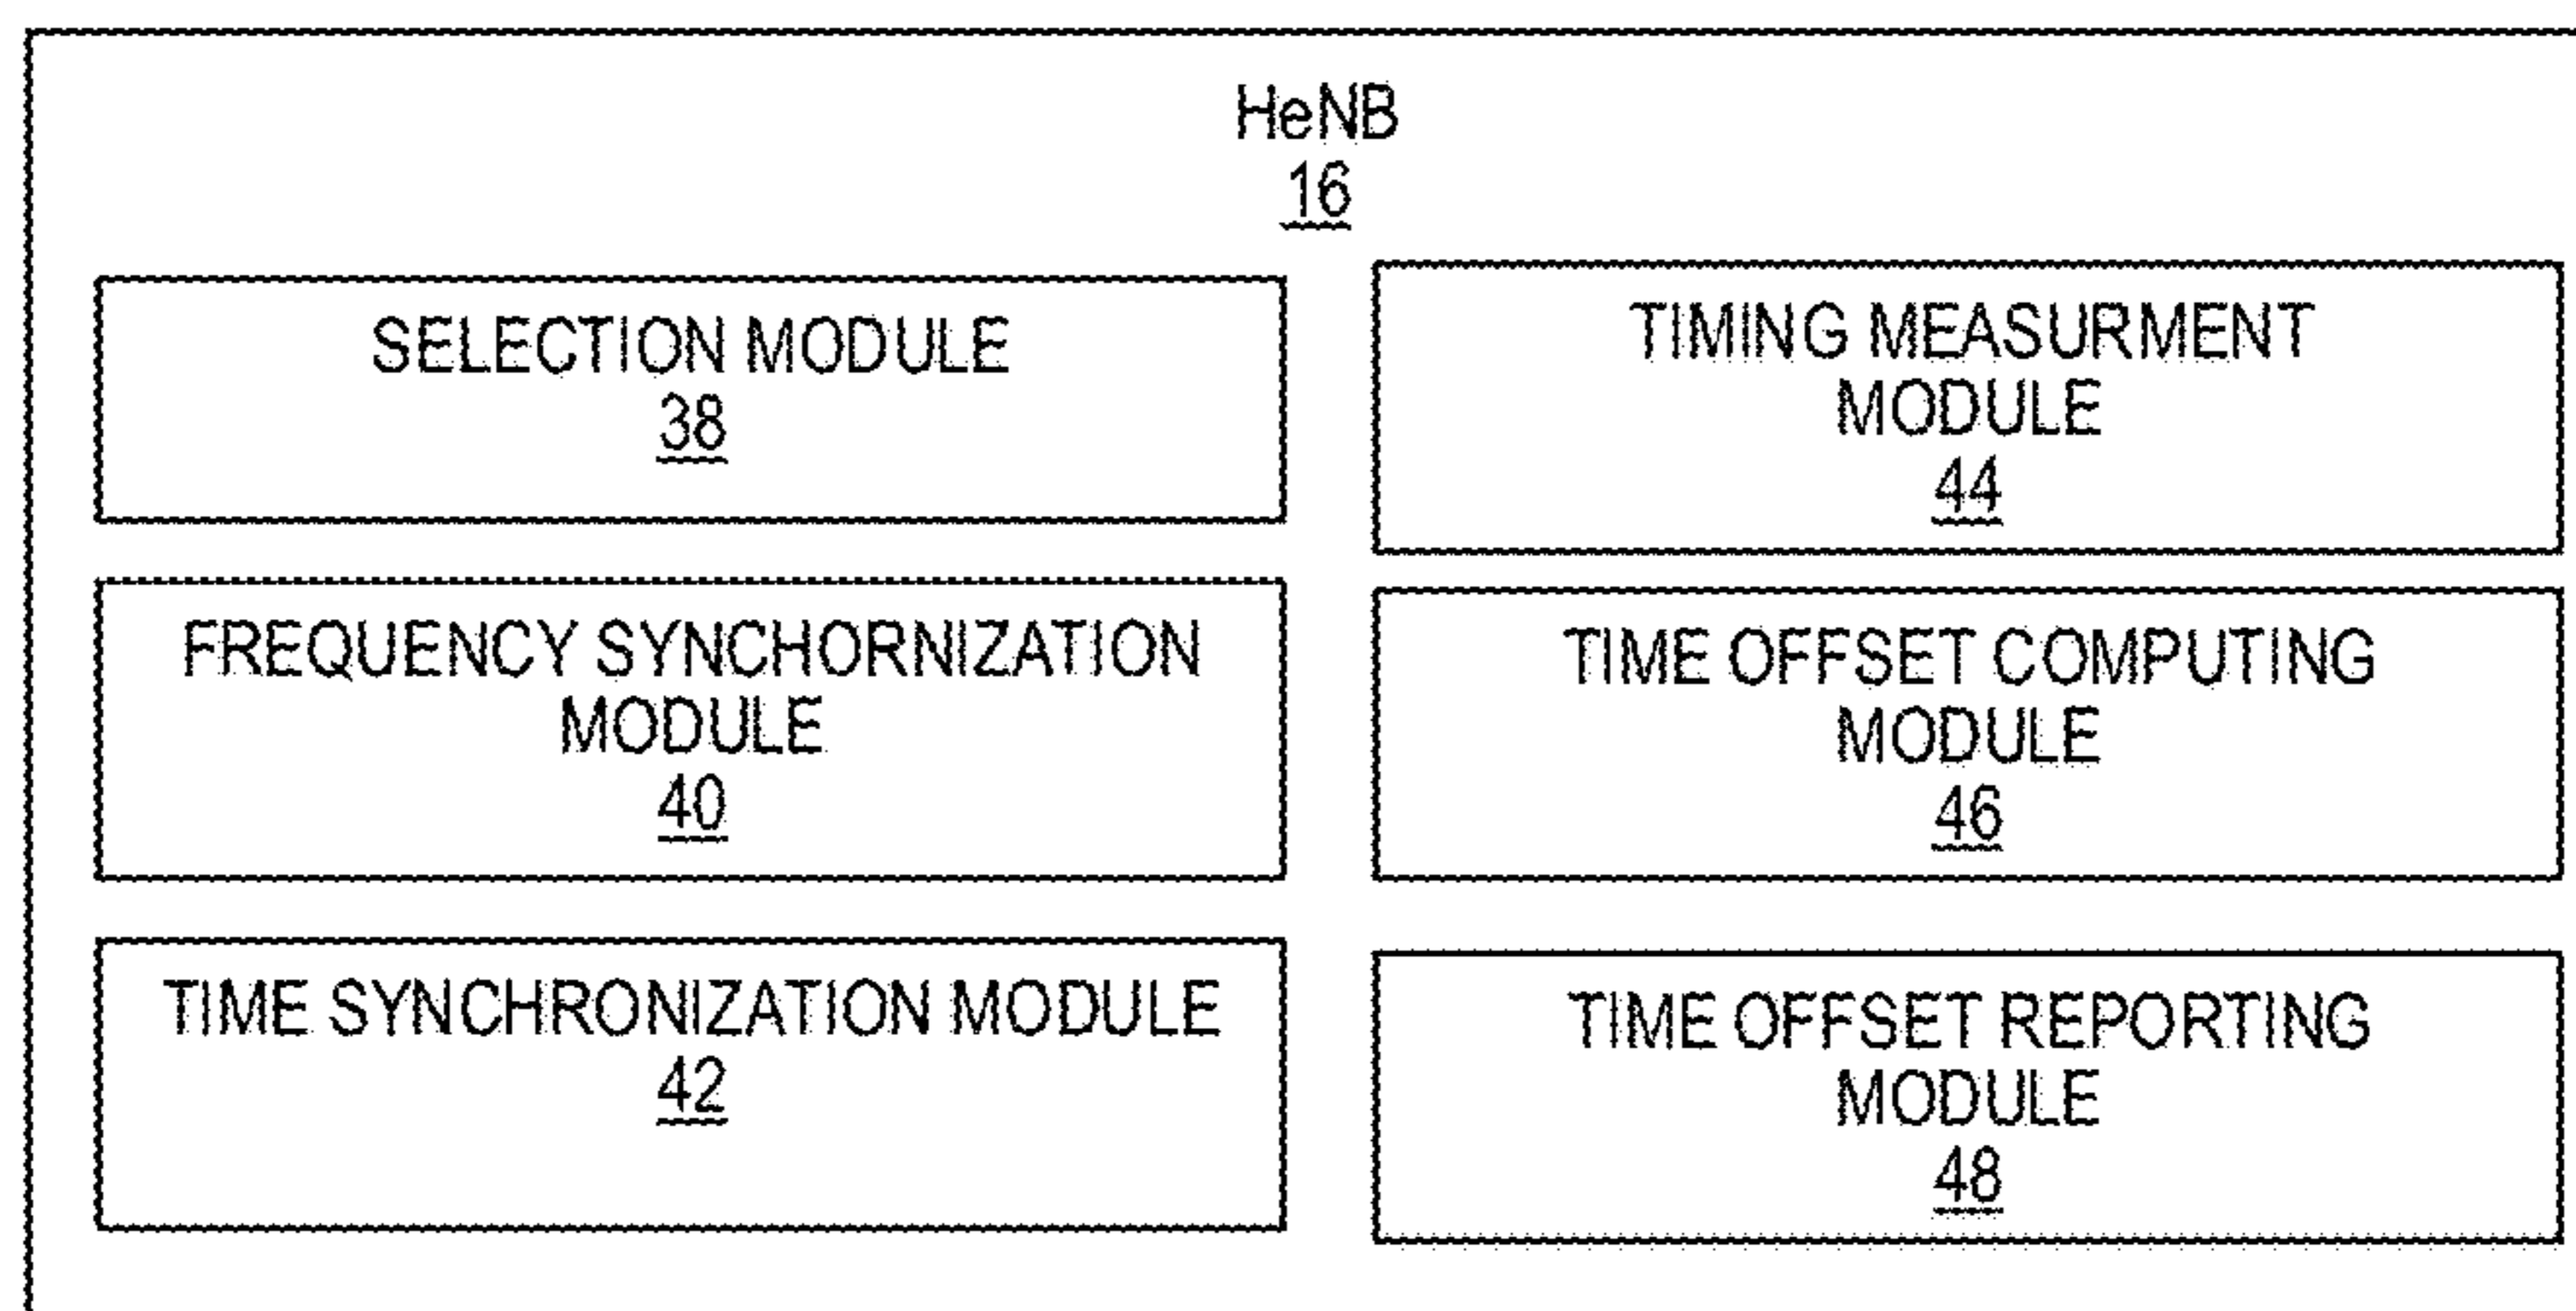 HeNB
16
SELECTION MODULE
38
FREQUENCY SYNCHORNIZATION
MODULE
40
TIME SYNCHRONIZATION MODULE
42
TIMING MEASURMENT
MODULE
44
TIME OFFSET COMPUTING
MODULE
46
TIME OFFSET REPORTING
MODULE
48